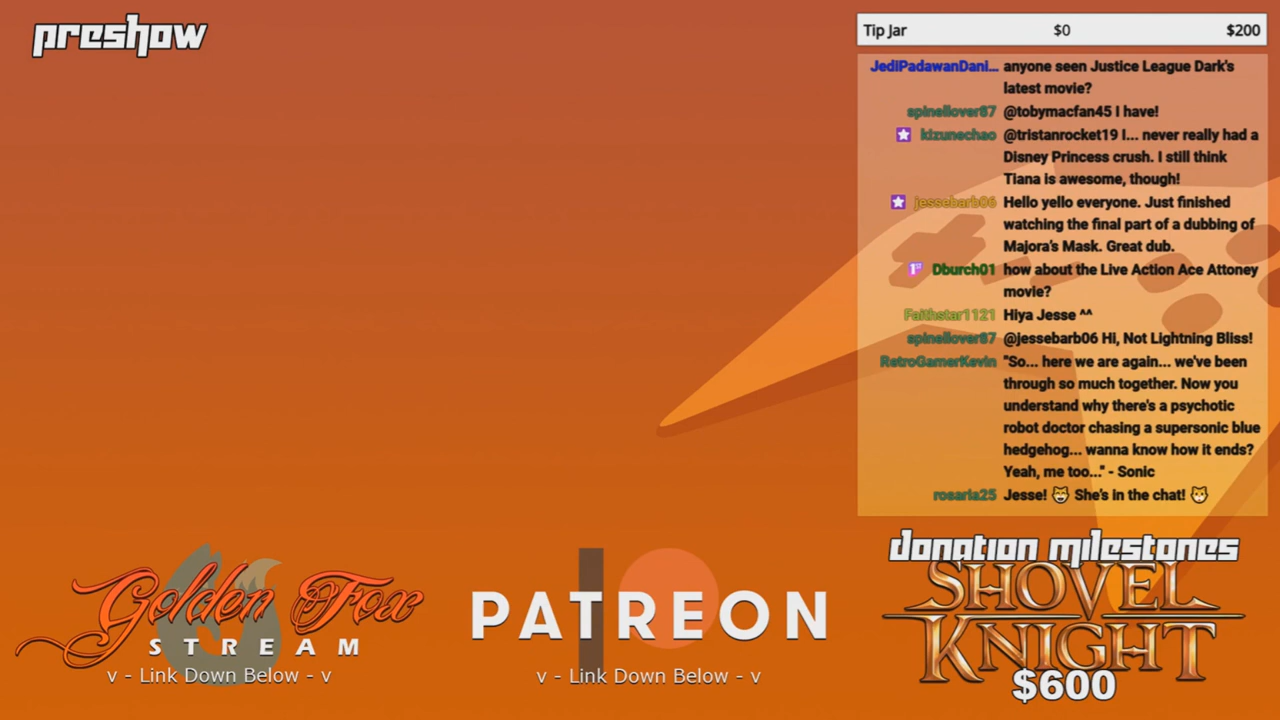 preshow
Tip Jar $0 $200
JediPadawanDani... anyone seen Justice League Dark's
latest movie?
spinellover87 @tobymacfan45 I have!
kizunechao @tristanrocket19 I... never really had a
Disney Princess crush. I still think
Tiana is awesome, though!
jessebarb06 Hello yello everyone. Just finished
watching the final part of a dubbing of
Majora's Mask. Great dub.
1ST Dburch01 how about the Live Action Ace Attoney
movie?
Faithstar1121 Hiya Jesse ^^
spinellover87 @jessebarb06 Hi, Not Lightning Bliss!
RetroGamerKevin "So... here we are again... we've been
through so much together. Now you
understand why there's a psychotic
robot doctor chasing a supersonic blue
hedgehog... wanna know how it ends?
Yeah, me too..." - Sonic
rosaria25 Jesse! 😸 She's in the chat! 🐱
Golden Fox
STREAM
v - Link Down Below - v
PATREON
v - Link Down Below - v
donation milestones
SHOVEL
KNIGHT
$600